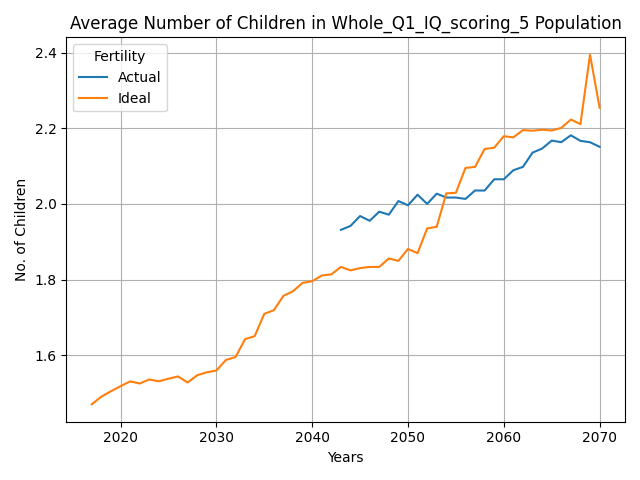 Average Number of Children in Whole_Q1_IQ_scoring_5 Population
Fertility
Actual
Ideal
No. of Children
2.4
2.2
2.0
1.8
1.6
2020 2030 2040 2050 2060 2070
Years